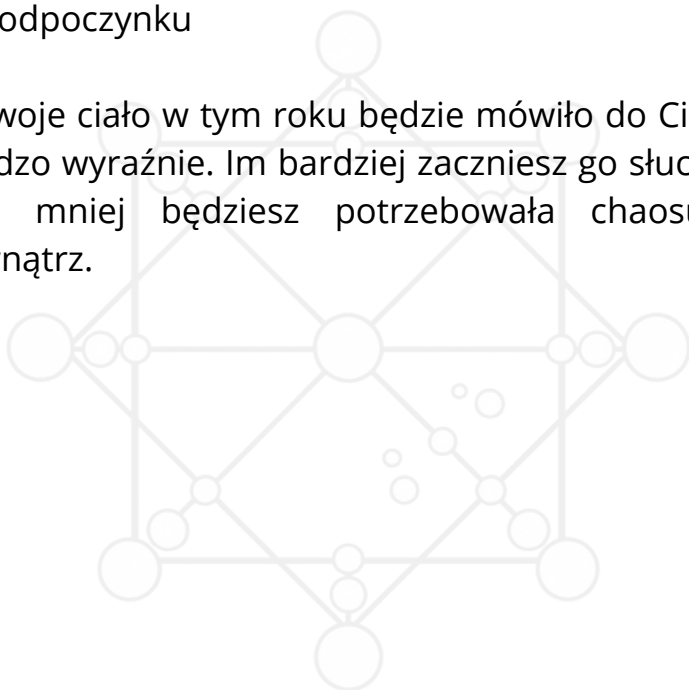 odpoczynku
woje ciało w tym roku będzie mówiło do Ci
dzo wyraźnie. Im bardziej zaczniesz go słuc
mniej będziesz potrzebowała chaosu
nątrz.